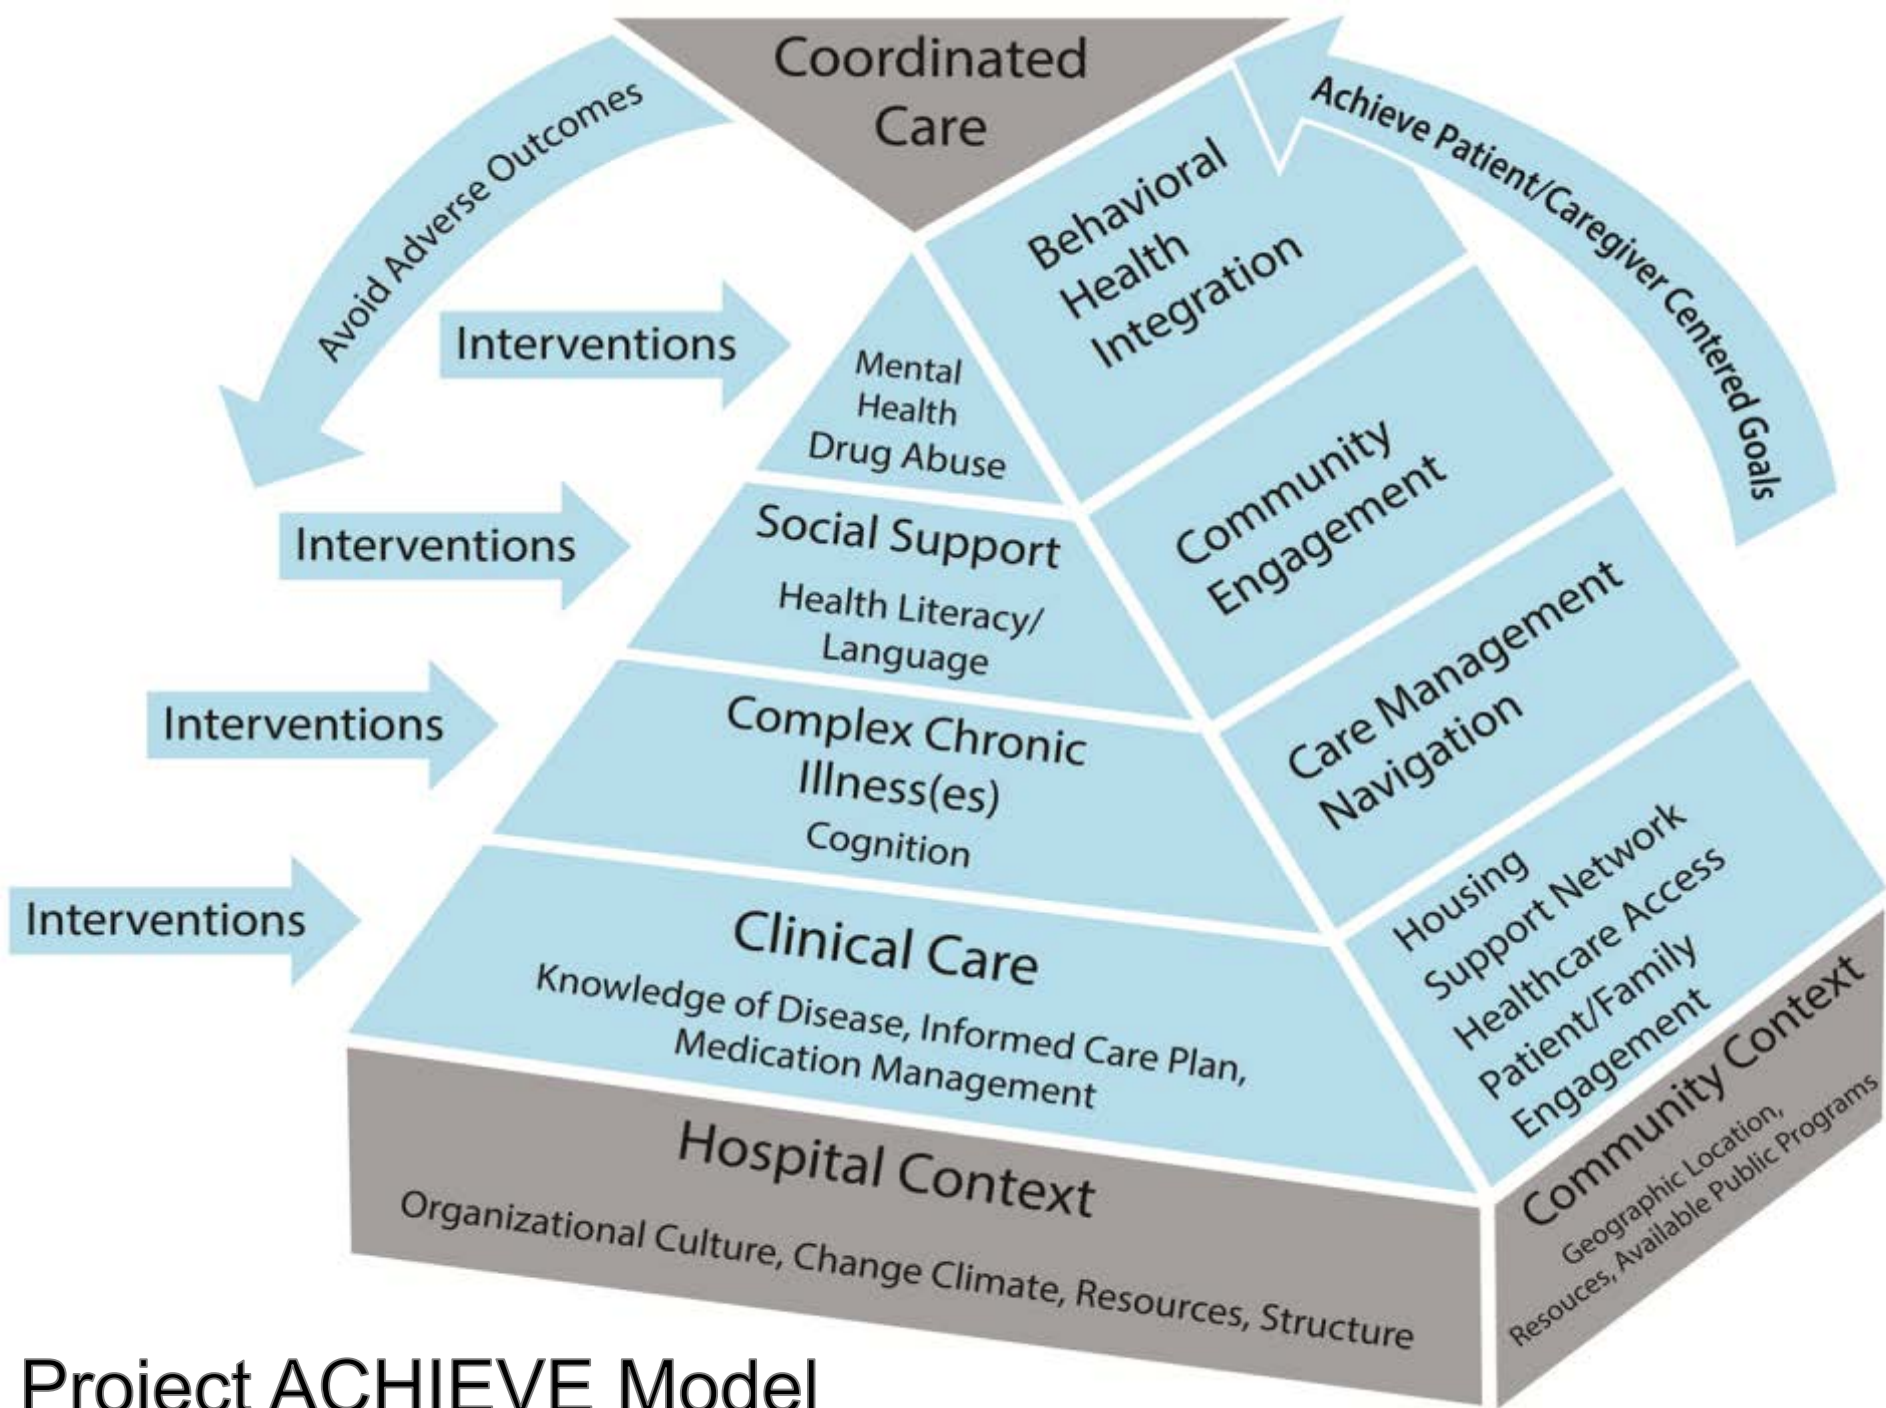 Coordinated
Care
Avoid Adverse Outcomes
Achieve Patient/Caregiver Centered Goals
Interventions
Interventions
Interventions
Interventions
Mental
Health
Drug Abuse
Social Support
Health Literacy/
Language
Complex Chronic
Illness(es)
Cognition
Clinical Care
Knowledge of Disease, Informed Care Plan,
Medication Management
Hospital Context
Organizational Culture, Change Climate, Resources, Structure
Behavioral
Health
Integration
Community
Engagement
Care Management
Navigation
Housing
Support Network
Healthcare Access
Patient/Family
Engagement
Community Context
Geographic Location,
Resouces, Available Public Programs
Project ACHIEVE Model